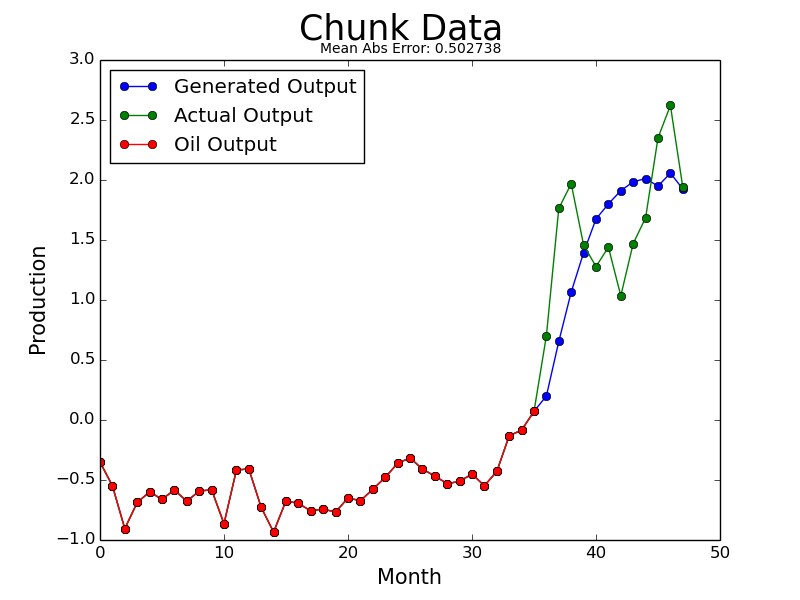 Chunk Data
Mean Abs Error: 0.502738
3.0
2.5
2.0
1.5
1.0
0.5
0.0
−0.5
−1.0
Generated Output
Actual Output
Oil Output
Production
0 10 20 30 40 50
Month